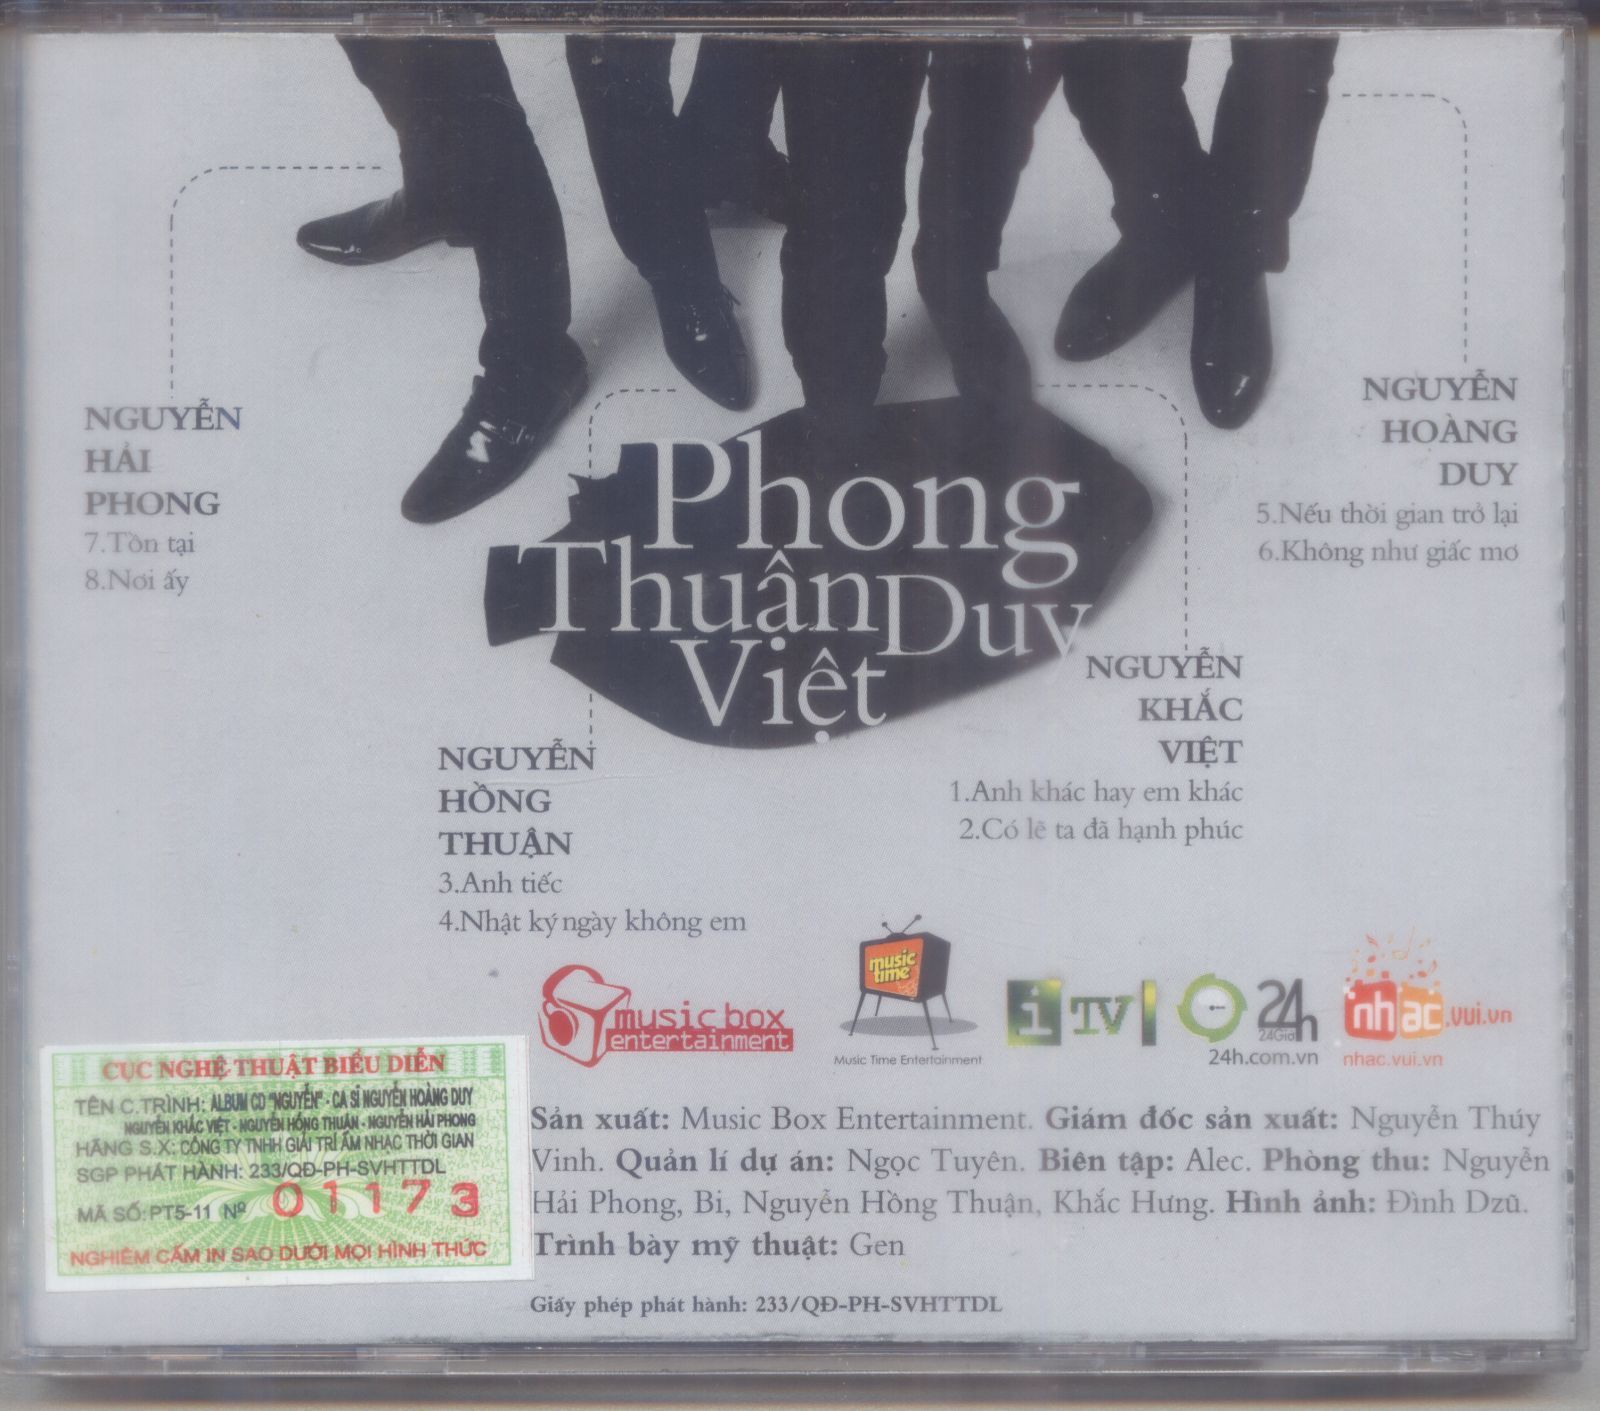 NGUYỄN
HẢI
PHONG
7.Tồn tại
8.Nơi ấy
NGUYỄN
HOÀNG
DUY
5.Nếu thời gian trở lại
6.Không như giấc mơ
Phong
Thuận Duy
Việt
NGUYỄN
KHẮC
VIỆT
1.Anh khác hay em khác
2.Có lẽ ta đã hạnh phúc
NGUYỄN
HỒNG
THUẬN
3.Anh tiếc
4.Nhật ký ngày không em
music box
entertainment
music
time
Music Time Entertainment
iTV
24h
24Giờ
24h.com.vn
nhac.vui.vn
nhac.vui.vn
CỤC NGHỆ THUẬT BIỂU DIỄN
TÊN C.TRÌNH: ALBUM CD "NGUYỄN" - CA SĨ NGUYỄN HOÀNG DUY
NGUYỄN KHẮC VIỆT - NGUYỄN HỒNG THUẬN - NGUYỄN HẢI PHONG
HÃNG S.X: CÔNG TY TNHH GIẢI TRÍ ÂM NHẠC THỜI GIAN
SGP PHÁT HÀNH: 233/QĐ-PH-SVHTTDL
MÃ SỐ: PT5-11 Nº 01173
NGHIÊM CẤM IN SAO DƯỚI MỌI HÌNH THỨC
Sản xuất: Music Box Entertainment. Giám đốc sản xuất: Nguyễn Thúy
Vinh. Quản lí dự án: Ngọc Tuyên. Biên tập: Alec. Phòng thu: Nguyễn
Hải Phong, Bi, Nguyễn Hồng Thuận, Khắc Hưng. Hình ảnh: Đình Dzũ.
Trình bày mỹ thuật: Gen
Giấy phép phát hành: 233/QĐ-PH-SVHTTDL